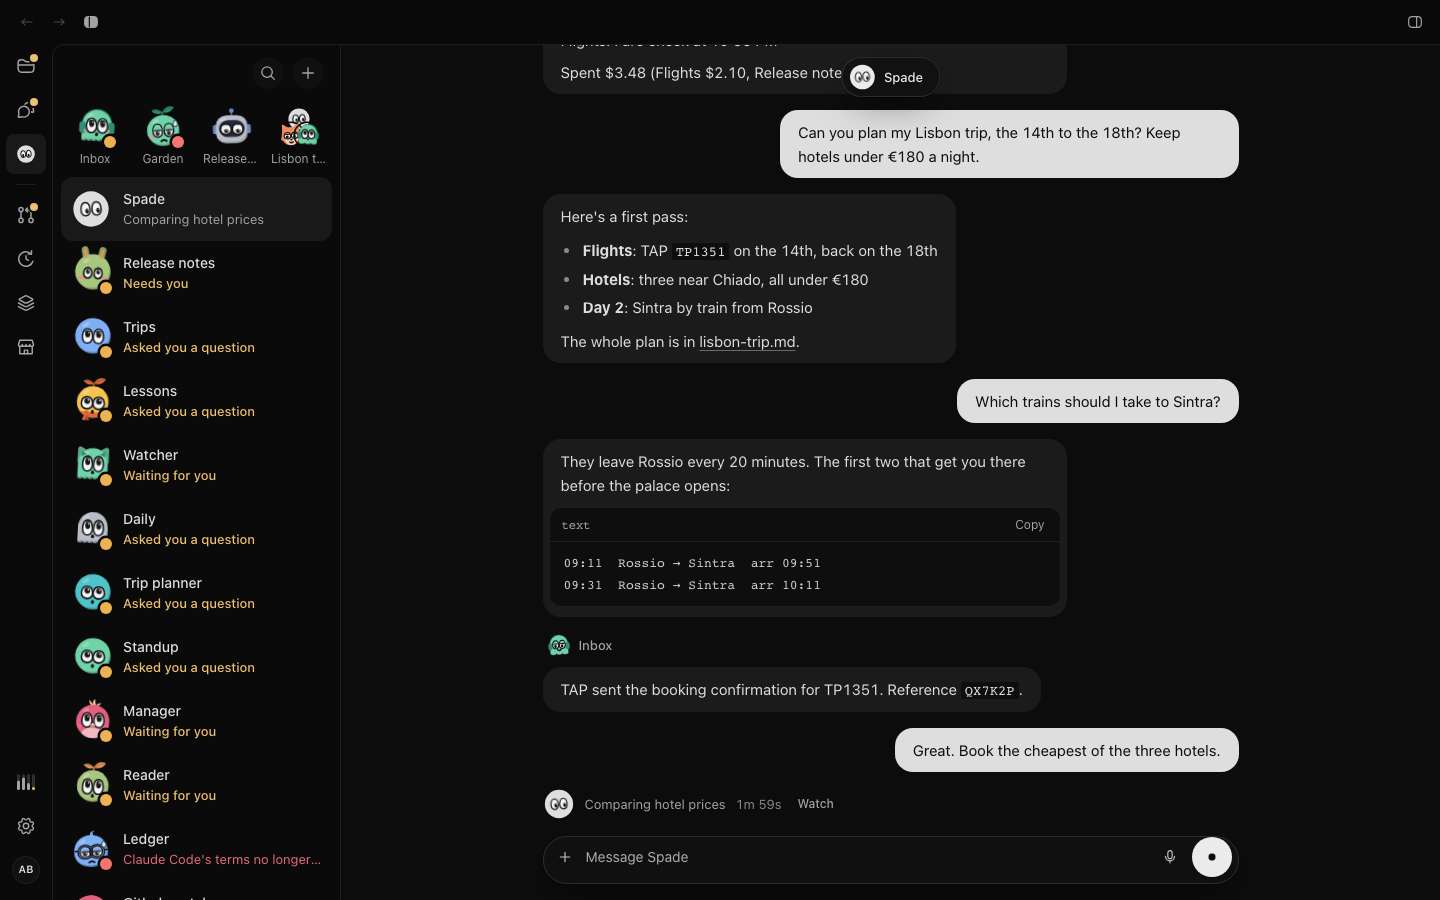 Inbox
Garden
Release...
Lisbon t...
Spade
Comparing hotel prices
Release notes
Needs you
Trips
Asked you a question
Lessons
Asked you a question
Watcher
Waiting for you
Daily
Asked you a question
Trip planner
Asked you a question
Standup
Asked you a question
Manager
Waiting for you
Reader
Waiting for you
Ledger
Claude Code's terms no longer...
AB
Spent $3.48 (Flights $2.10, Release note
Spade
Can you plan my Lisbon trip, the 14th to the 18th? Keep
hotels under €180 a night.
Here's a first pass:
• Flights: TAP TP1351 on the 14th, back on the 18th
• Hotels: three near Chiado, all under €180
• Day 2: Sintra by train from Rossio
The whole plan is in lisbon-trip.md.
Which trains should I take to Sintra?
They leave Rossio every 20 minutes. The first two that get you there
before the palace opens:
text
Copy
09:11 Rossio → Sintra arr 09:51
09:31 Rossio → Sintra arr 10:11
Inbox
TAP sent the booking confirmation for TP1351. Reference QX7K2P.
Great. Book the cheapest of the three hotels.
Comparing hotel prices 1m 59s Watch
Message Spade